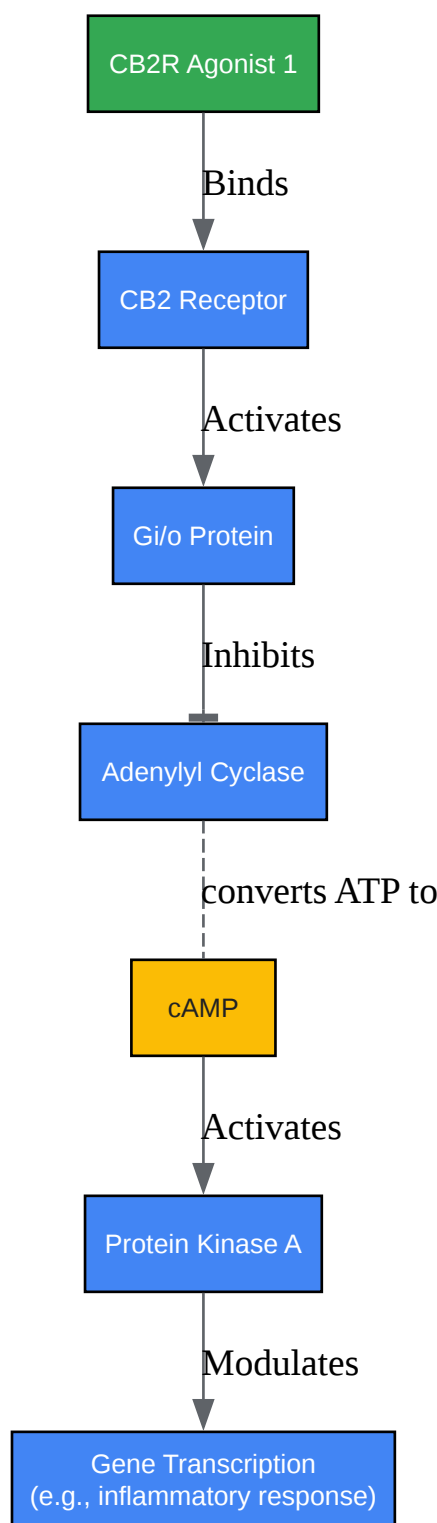 CB2R Agonist 1
Binds
CB2 Receptor
Activates
Gi/o Protein
Inhibits
Adenylyl Cyclase
converts ATP to
cAMP
Activates
Protein Kinase A
Modulates
Gene Transcription
(e.g., inflammatory response)